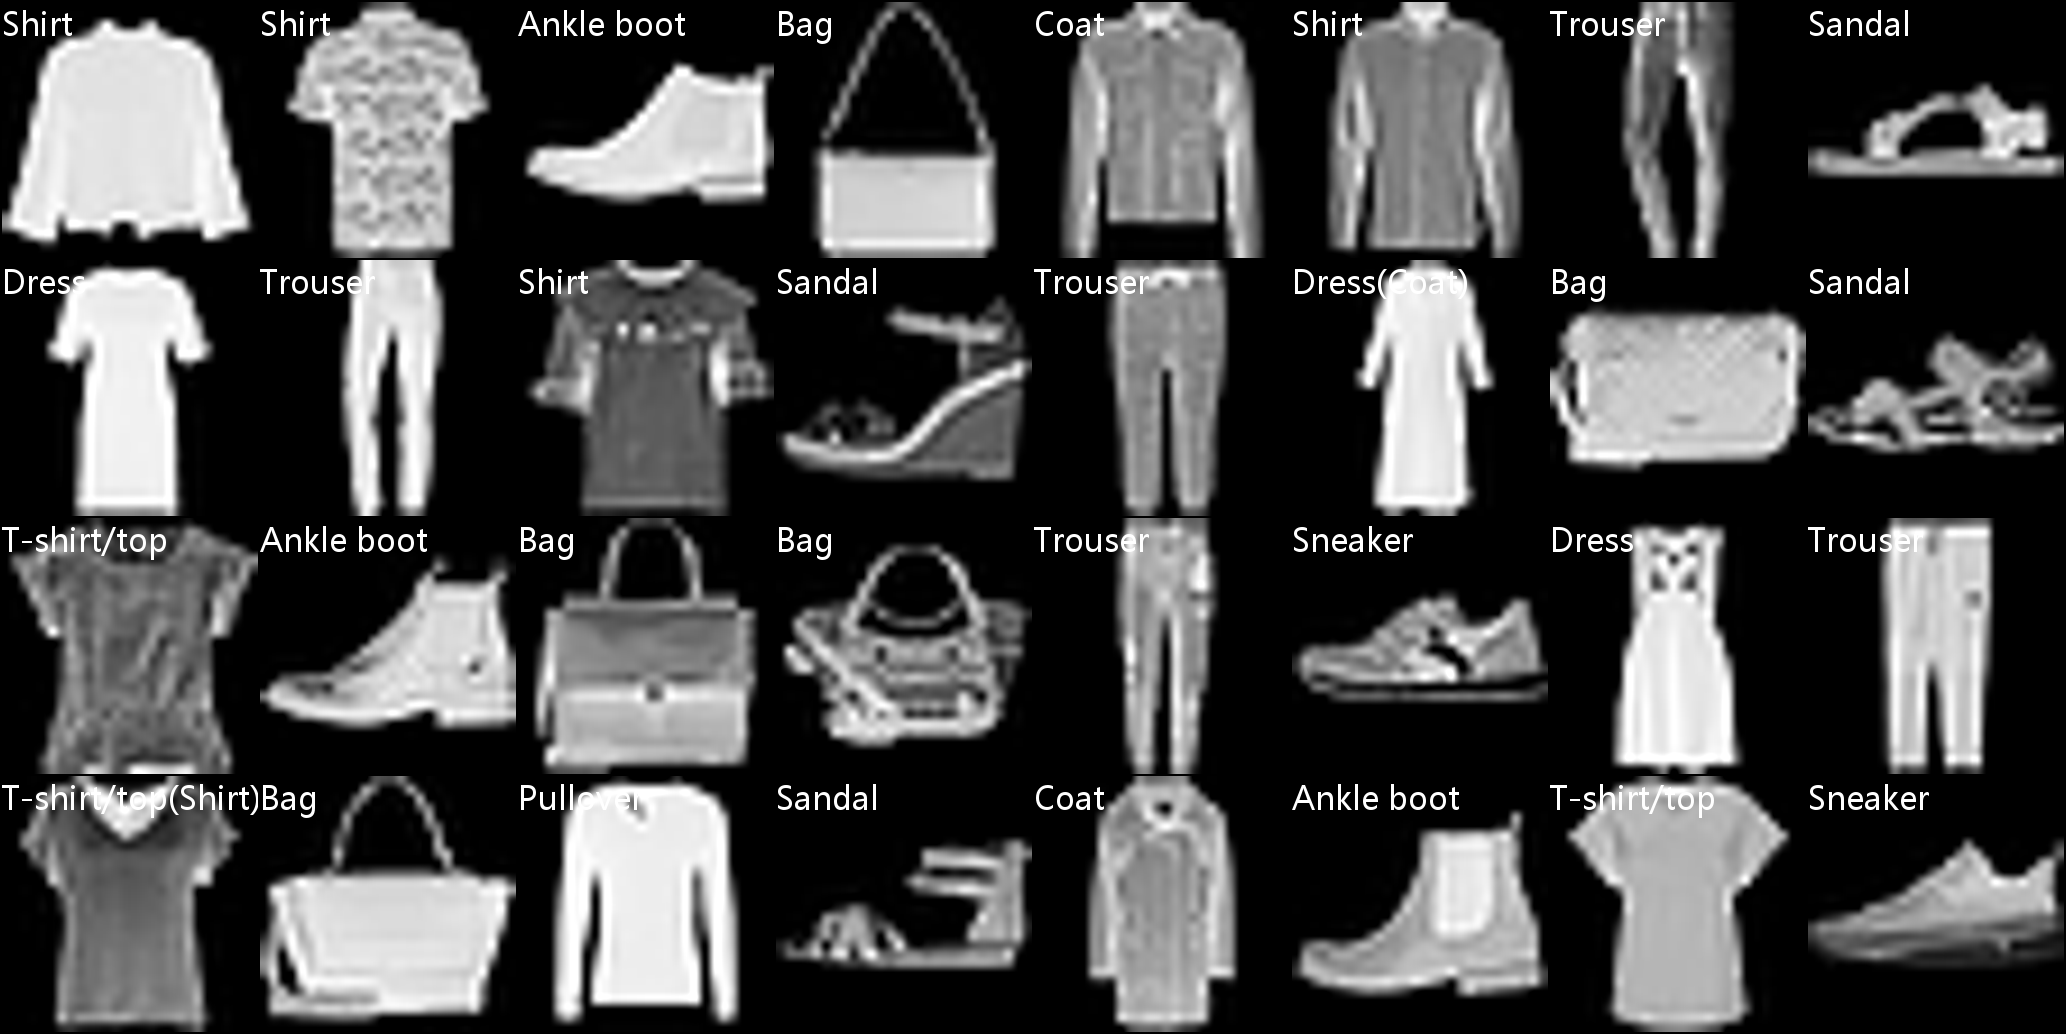 Shirt
Shirt
Ankle boot
Bag
Coat
Shirt
Trouser
Sandal
Dress
Trouser
Shirt
Sandal
Trouser
Dress(Coat)
Bag
Sandal
T-shirt/top
Ankle boot
Bag
Bag
Trouser
Sneaker
Dress
Trouser
T-shirt/top(Shirt)
Bag
Pullover
Sandal
Coat
Ankle boot
T-shirt/top
Sneaker